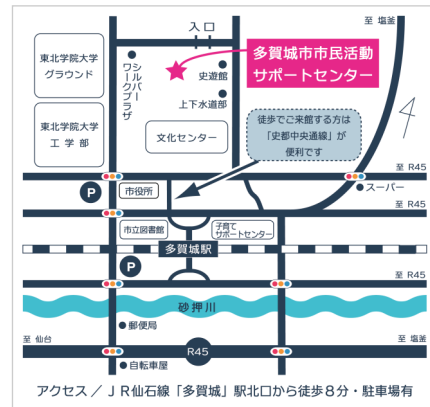 至 塩釜
入口
多賀城市市民活動
サポートセンター
東北学院大学
グラウンド
シルバー
ワークプラザ
史遊館
上下水道部
東北学院大学
工学部
文化センター
徒歩でご来館する方は
「史都中央通線」が
便利です
至 R45
P
市役所
スーパー
至 R45
市立図書館
子育て
サポートセンター
多賀城駅
P
至 R45
砂押川
郵便局
至 仙台
R45
至 塩釜
自転車屋
アクセス / JR仙石線「多賀城」駅北口から徒歩8分・駐車場有